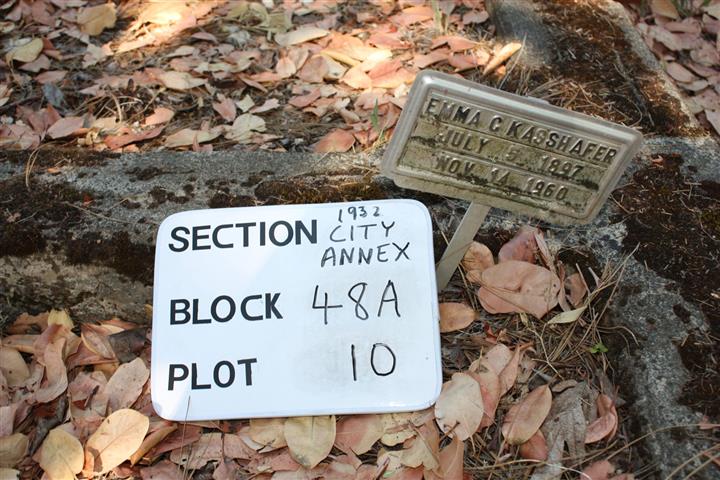 SECTION 1932 CITY ANNEX
BLOCK 48A
PLOT 10
EMMA C KASSHAFER
JULY 5, 1897
NOV. 14, 1960